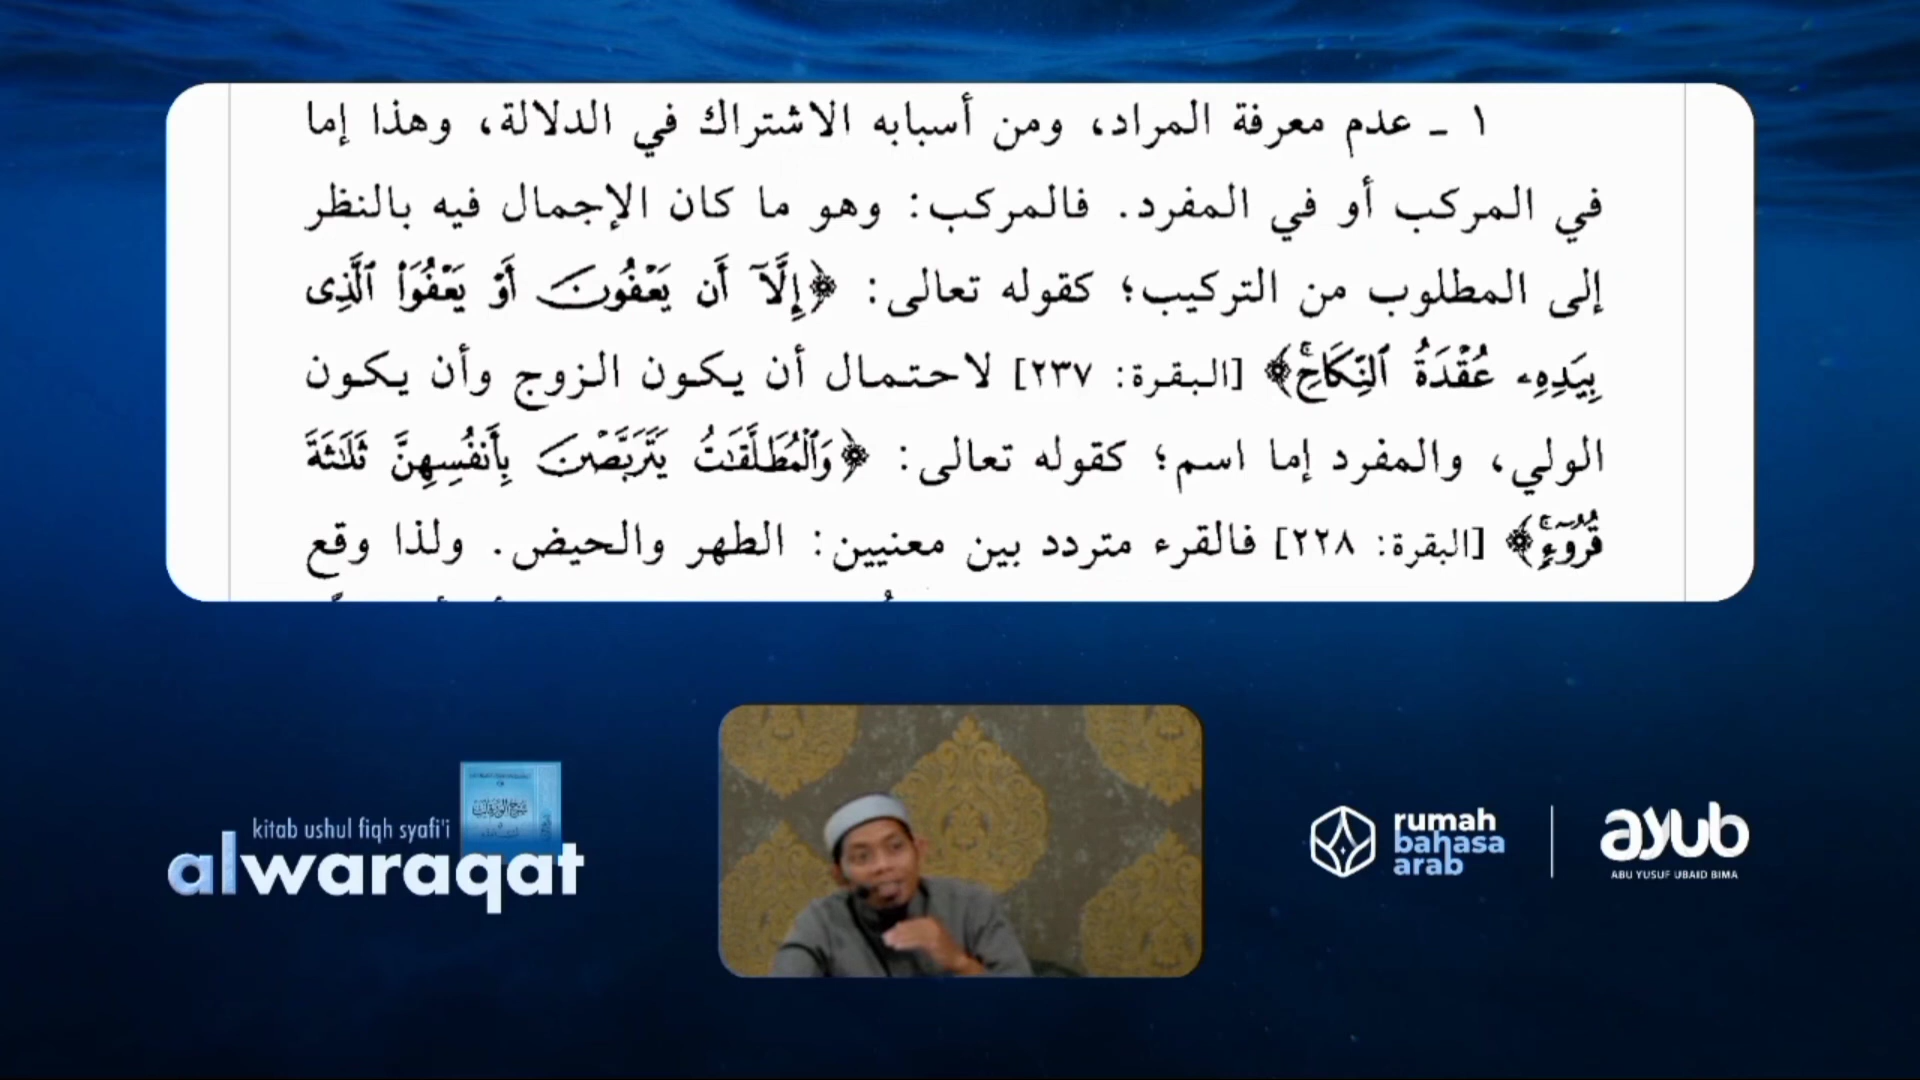 ١ ـ عدم معرفة المراد، ومن أسبابه الاشتراك في الدلالة، وهذا إما
في المركب أو في المفرد. فالمركب: وهو ما كان الإجمال فيه بالنظر
إلى المطلوب من التركيب؛ كقوله تعالى: ﴿إِلَّآ أَن يَعْفُونَ أَوْ يَعْفُوَا۟ ٱلَّذِى
بِيَدِهِۦ عُقْدَةُ ٱلنِّكَاحِ ۚ﴾ [البقرة: ٢٣٧] لاحتمال أن يكون الزوج وأن يكون
الولي، والمفرد إما اسم؛ كقوله تعالى: ﴿وَٱلْمُطَلَّقَـٰتُ يَتَرَبَّصْنَ بِأَنفُسِهِنَّ ثَلَـٰثَةَ
قُرُوٓءٍ ۚ﴾ [البقرة: ٢٢٨] فالقرء متردد بين معنيين: الطهر والحيض. ولذا وقع
kitab ushul fiqh syafi'i
alwaraqat
rumah
bahasa
arab
ayub
ABU YUSUF UBAID BIMA